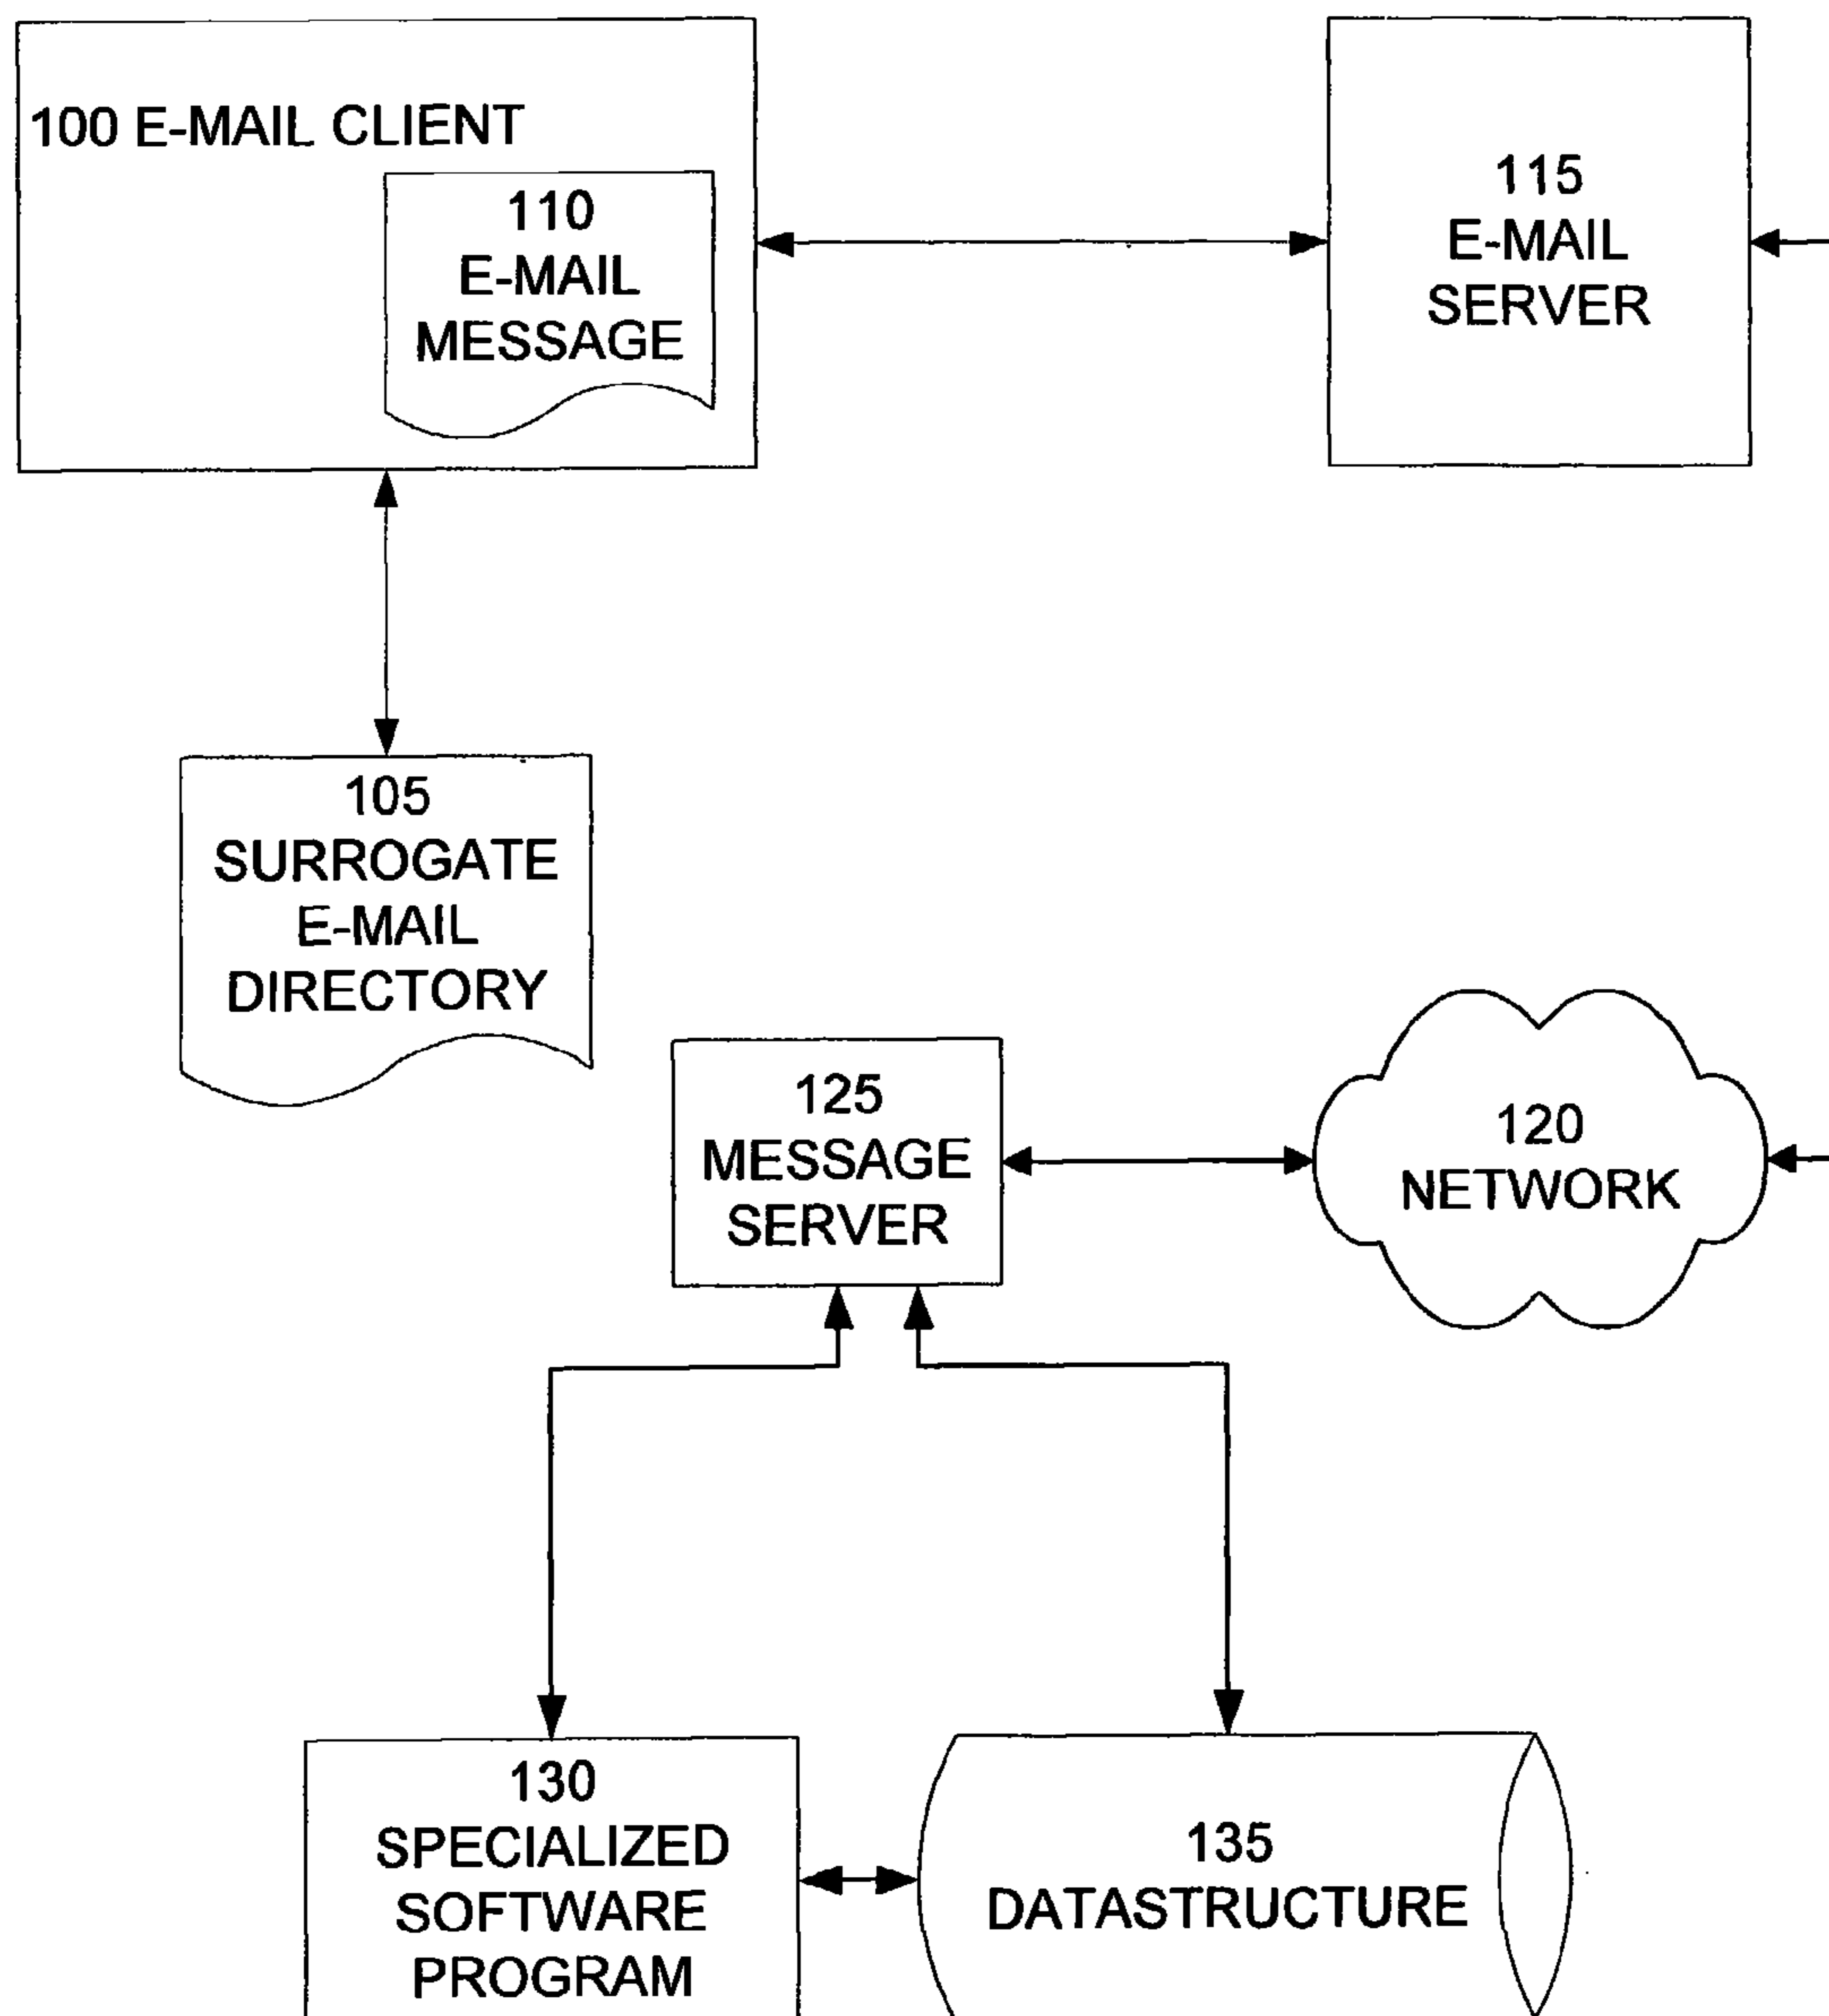 100 E-MAIL CLIENT
110
E-MAIL
MESSAGE
115
E-MAIL
SERVER
105
SURROGATE
E-MAIL
DIRECTORY
125
MESSAGE
SERVER
120
NETWORK
130
SPECIALIZED
SOFTWARE
PROGRAM
135
DATASTRUCTURE